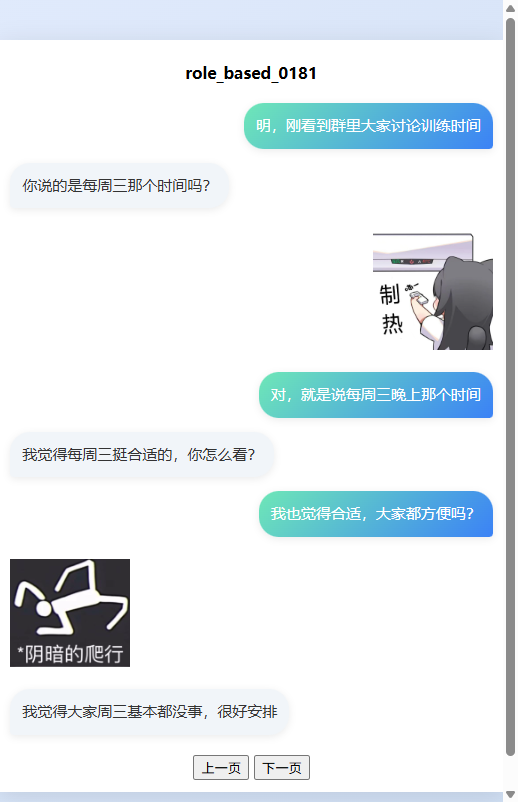 role_based_0181
明，刚看到群里大家讨论训练时间
你说的是每周三那个时间吗？
制
热
对，就是说每周三晚上那个时间
我觉得每周三挺合适的，你怎么看？
我也觉得合适，大家都方便吗？
*阴暗的爬行
我觉得大家周三基本都没事，很好安排
上一页 下一页